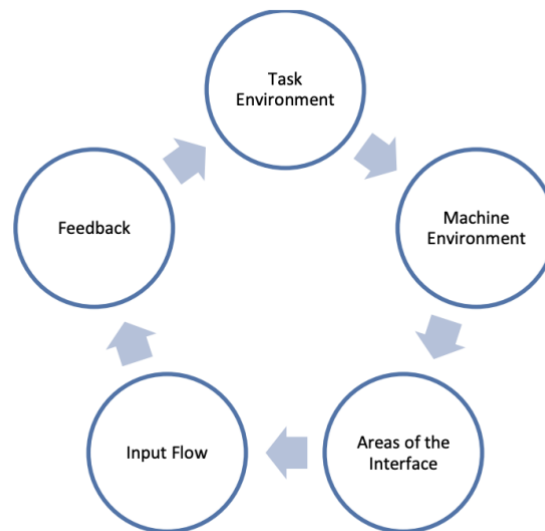 Task
Environment
Machine
Environment
Areas of the
Interface
Input Flow
Feedback